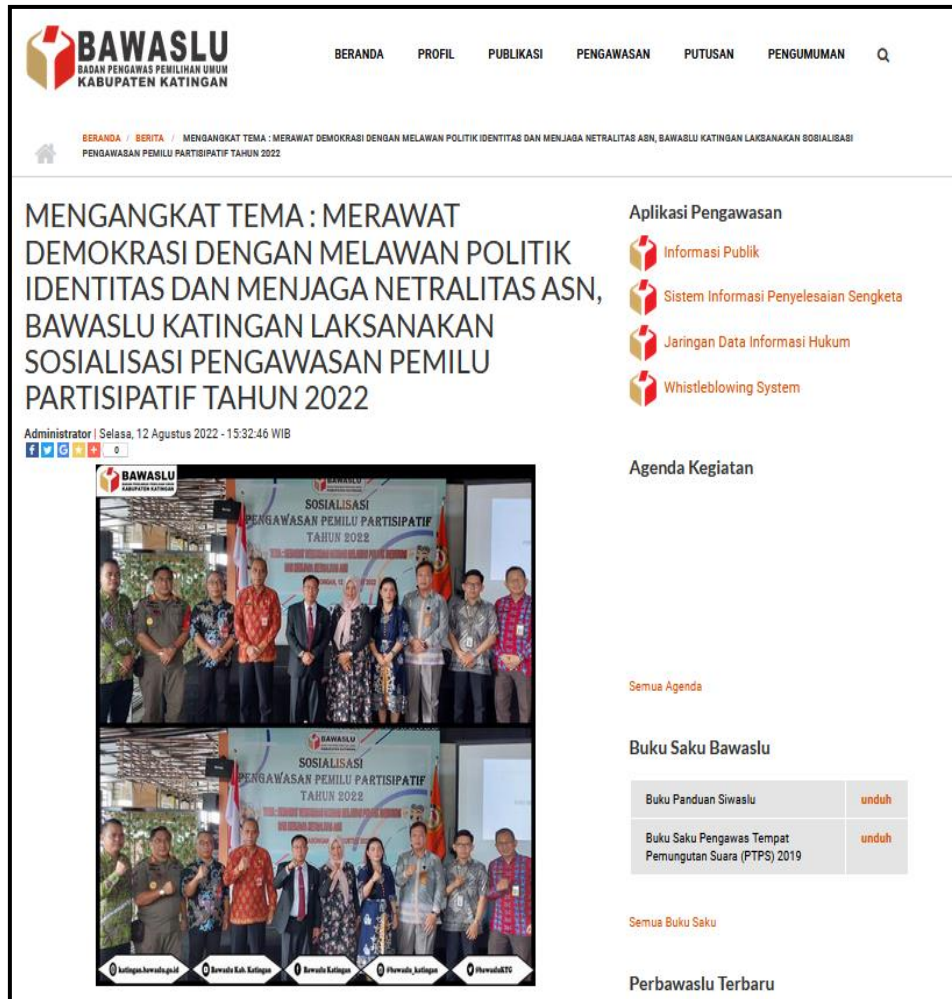 BAWASLU
BADAN PENGAWAS PEMILIHAN UMUM
KABUPATEN KATINGAN
BERANDA PROFIL PUBLIKASI PENGAWASAN PUTUSAN PENGUMUMAN
BERANDA / BERITA / MENGANGKAT TEMA : MERAWAT DEMOKRASI DENGAN MELAWAN POLITIK IDENTITAS DAN MENJAGA NETRALITAS ASN, BAWASLU KATINGAN LAKSANAKAN SOSIALISASI
PENGAWASAN PEMILU PARTISIPATIF TAHUN 2022
MENGANGKAT TEMA : MERAWAT
DEMOKRASI DENGAN MELAWAN POLITIK
IDENTITAS DAN MENJAGA NETRALITAS ASN,
BAWASLU KATINGAN LAKSANAKAN
SOSIALISASI PENGAWASAN PEMILU
PARTISIPATIF TAHUN 2022
Administrator | Selasa, 12 Agustus 2022 - 15:32:46 WIB
0
BAWASLU
KABUPATEN KATINGAN
BAWASLU
SOSIALISASI
PENGAWASAN PEMILU PARTISIPATIF
TAHUN 2022
BAWASLU
BAWASLU
SOSIALISASI
PENGAWASAN PEMILU PARTISIPATIF
TAHUN 2022
katingan.bawaslu.go.id
Bawaslu Kab. Katingan
Bawaslu Katingan
@bawaslu_katingan
@bawasluKTG
Aplikasi Pengawasan
Informasi Publik
Sistem Informasi Penyelesaian Sengketa
Jaringan Data Informasi Hukum
Whistleblowing System
Agenda Kegiatan
Semua Agenda
Buku Saku Bawaslu
Buku Panduan Siwaslu unduh
Buku Saku Pengawas Tempat unduh
Pemungutan Suara (PTPS) 2019
Semua Buku Saku
Perbawaslu Terbaru